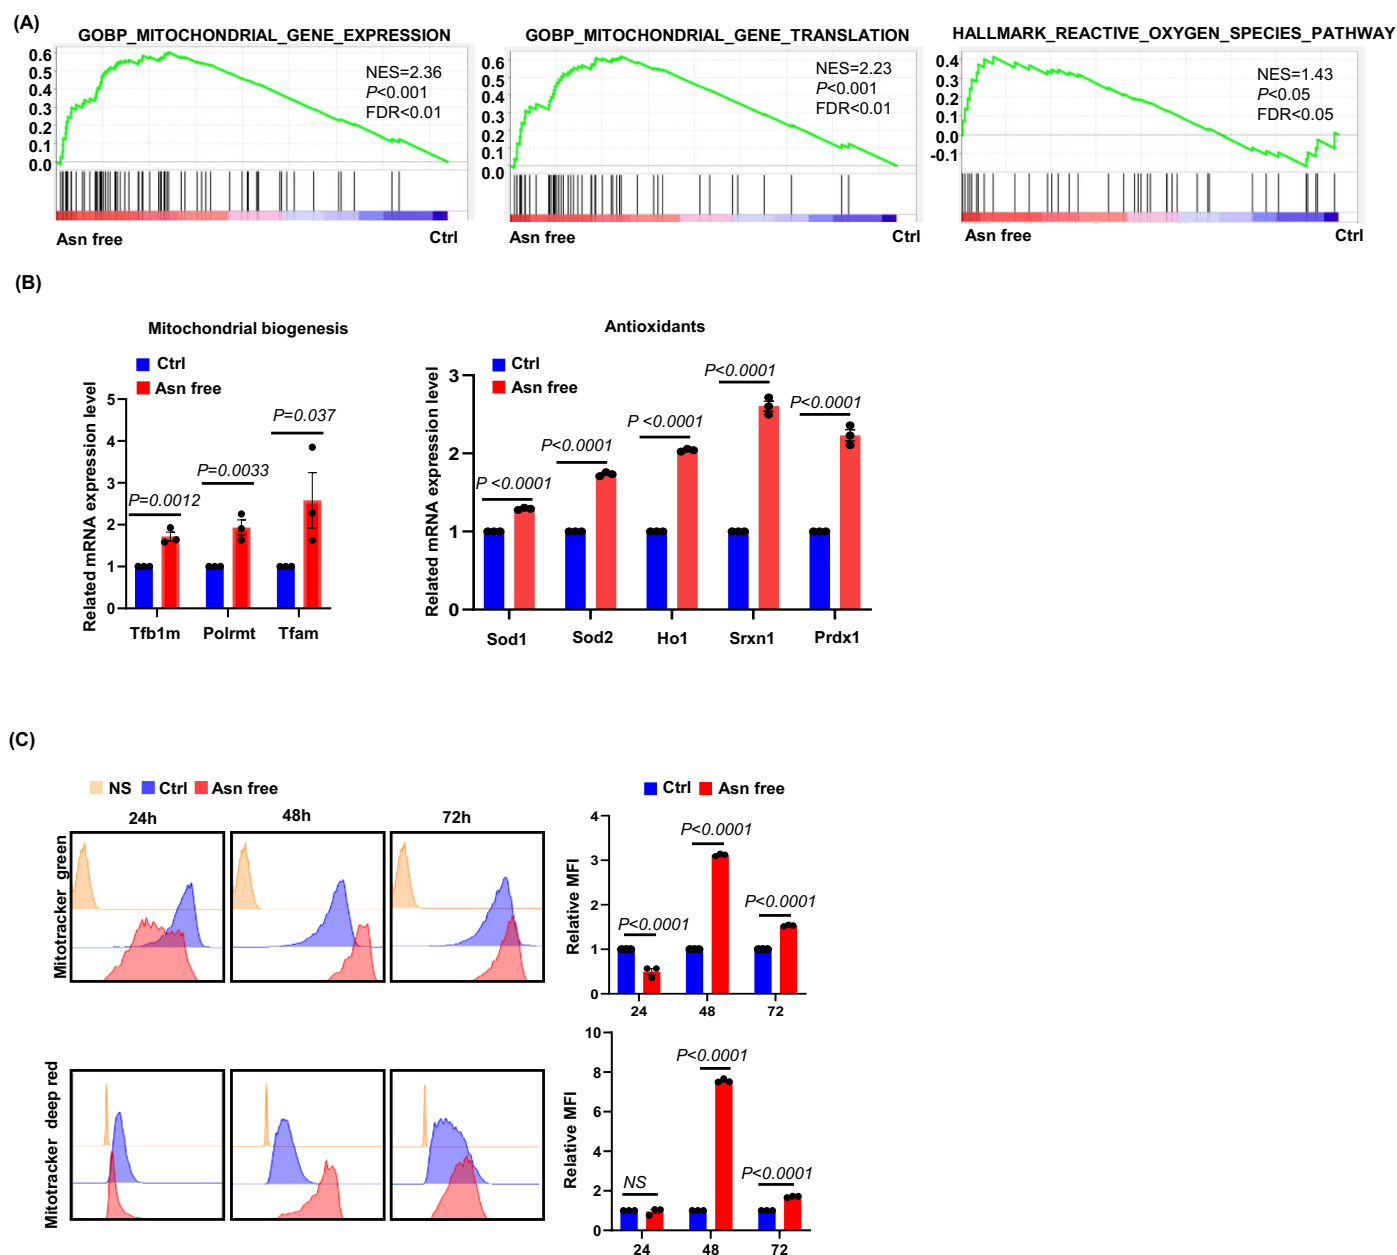 (A)
GOBP_MITOCHONDRIAL_GENE_EXPRESSION
0.6
0.5
0.4
0.3
0.2
0.1
0.0
NES=2.36
P<0.001
FDR<0.01
Asn free
Ctrl
GOBP_MITOCHONDRIAL_GENE_TRANSLATION
0.6
0.5
0.4
0.3
0.2
0.1
0.0
NES=2.23
P<0.001
FDR<0.01
Asn free
Ctrl
HALLMARK_REACTIVE_OXYGEN_SPECIES_PATHWAY
0.4
0.3
0.2
0.1
0.0
-0.1
NES=1.43
P<0.05
FDR<0.05
Asn free
Ctrl
(B)
Mitochondrial biogenesis
Ctrl
Asn free
Related mRNA expression level
5
4
3
2
1
0
P=0.0012
P=0.0033
P=0.037
Tfb1m
Polrmt
Tfam
Antioxidants
Ctrl
Asn free
Related mRNA expression level
3
2
1
0
P <0.0001
P<0.0001
P <0.0001
P<0.0001
P<0.0001
Sod1
Sod2
Ho1
Srxn1
Prdx1
(C)
NS
Ctrl
Asn free
24h
48h
72h
Mitotracker green
Ctrl
Asn free
Relative MFI
4
3
2
1
0
P<0.0001
P<0.0001
P<0.0001
24
48
72
Mitotracker deep red
Relative MFI
10
8
6
4
2
0
NS
P<0.0001
P<0.0001
24
48
72